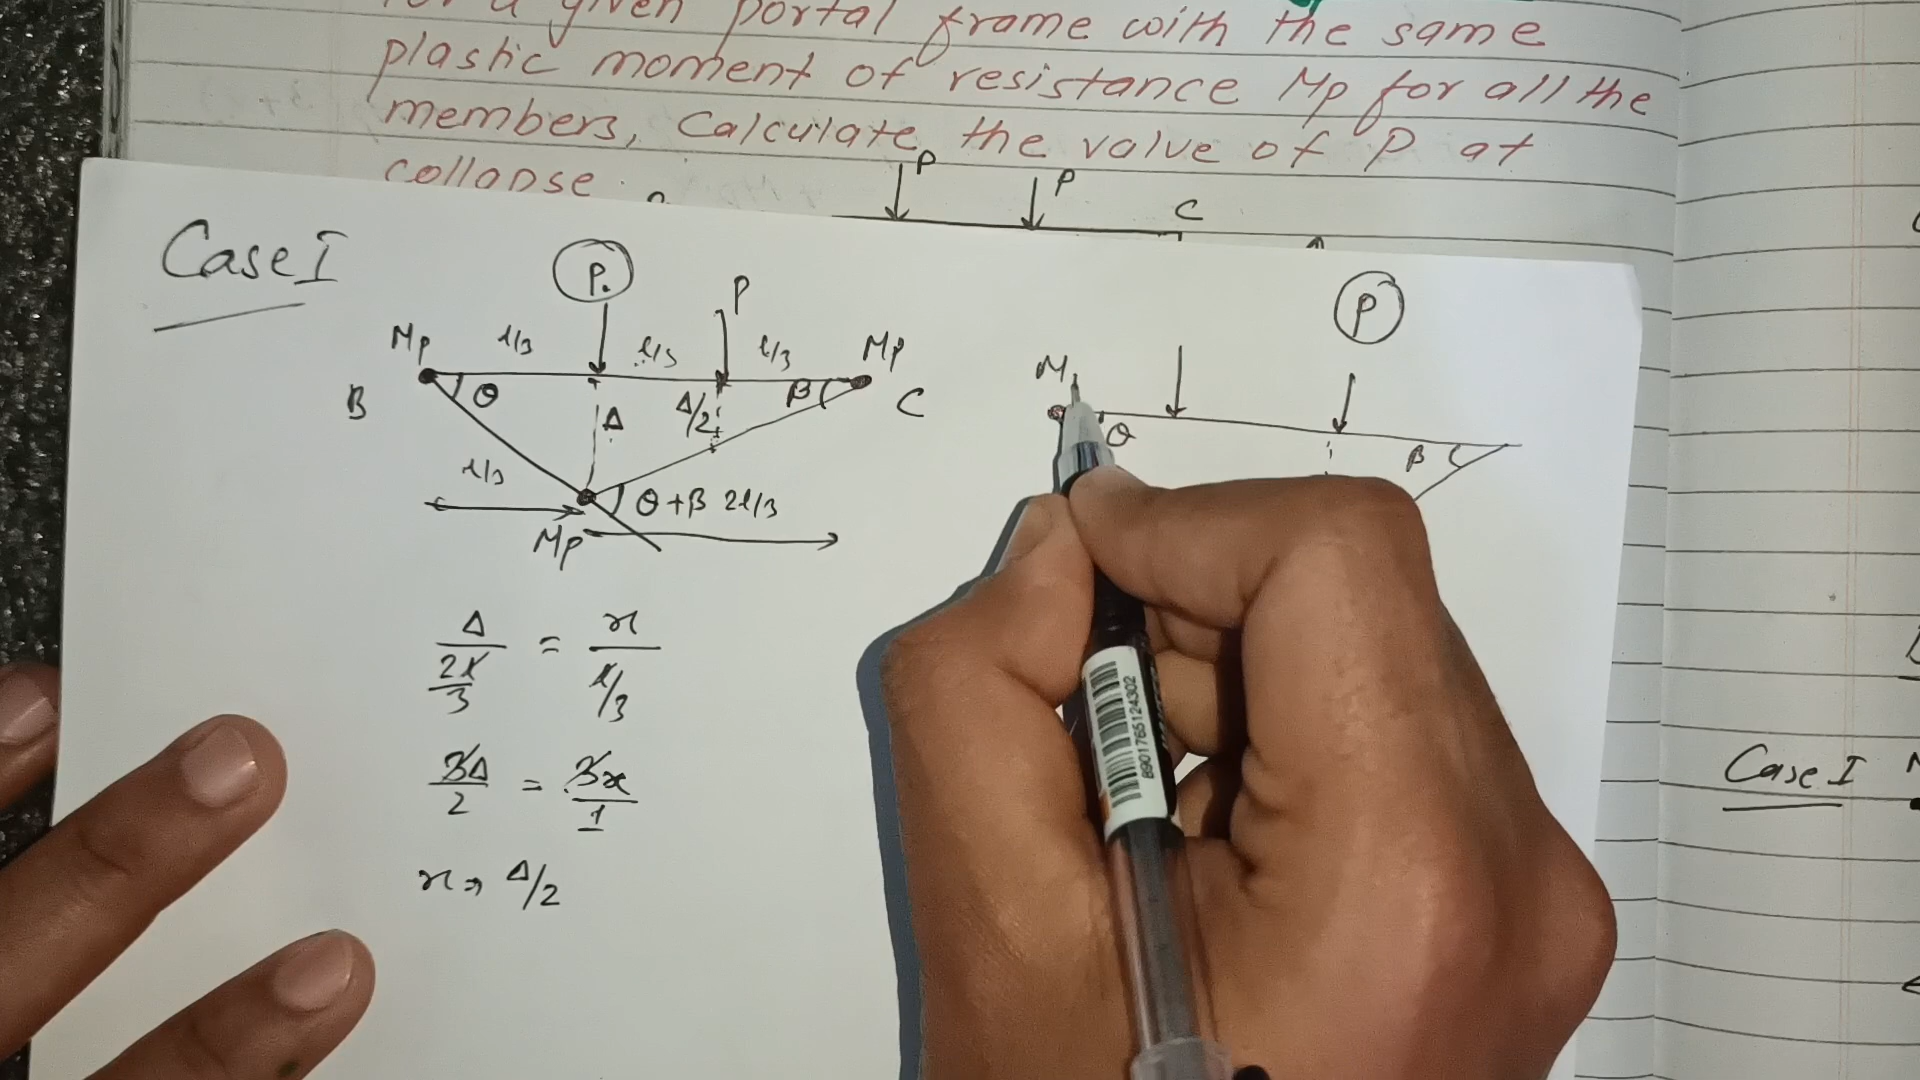 for a given portal frame with the same
plastic moment of resistance Mp for all the
members, Calculate the value of P at
collapse.
P
P
C
Case I
P.
P
Mp l/3 l/3 l/3 Mp
B θ Δ Δ/2 β C
l/3 θ+β 2l/3
Mp
Δ/(2l/3) = x/(l/3)
3Δ/2 = 3x/1
x → Δ/2
P
M
θ β
8901765124302
Case I